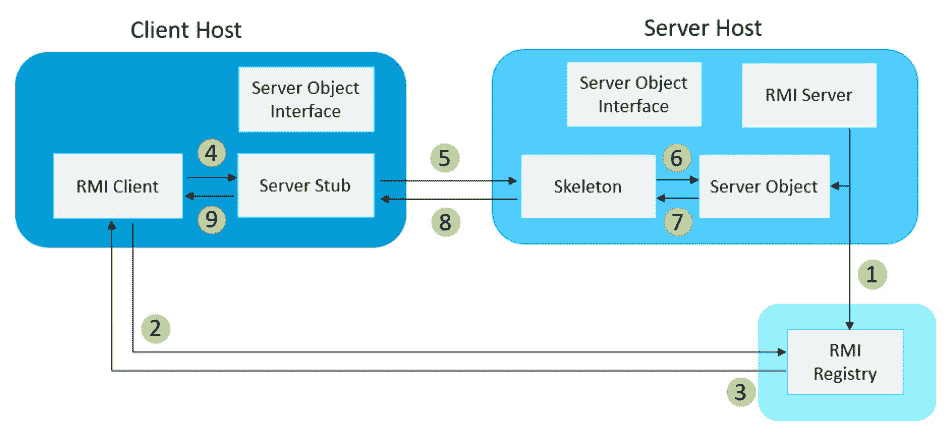 Client Host
Server Host
Server Object
Interface
Server Object
Interface
RMI Server
4
5
6
RMI Client
Server Stub
Skeleton
Server Object
9
8
7
1
2
RMI
Registry
3